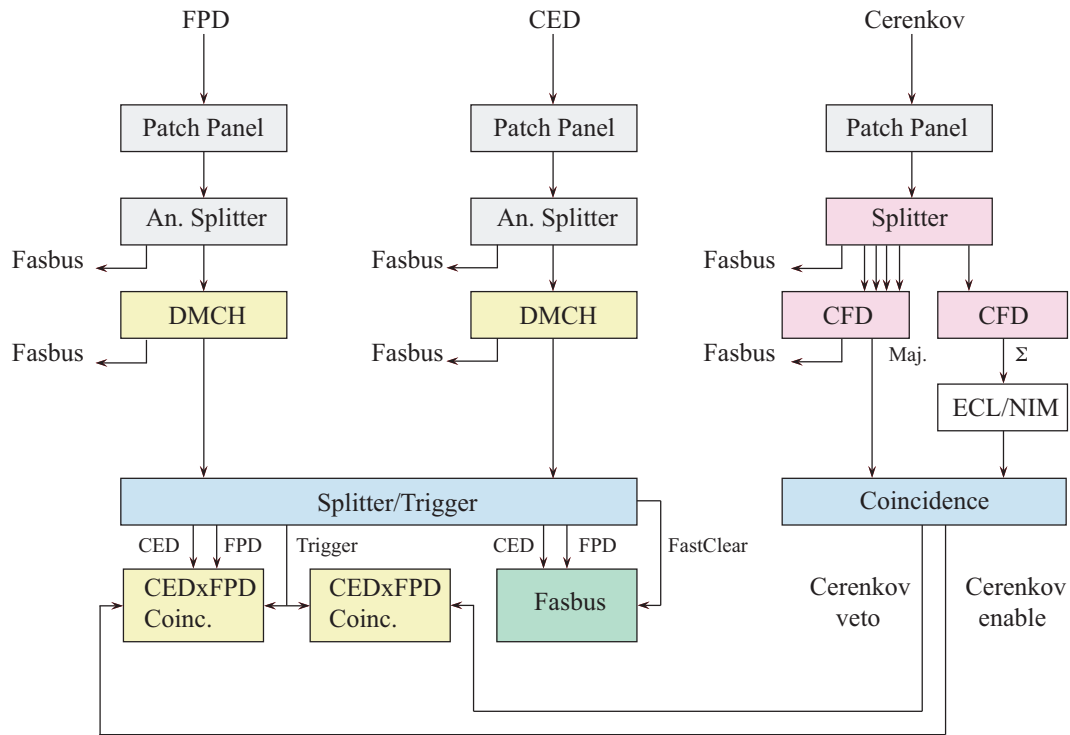 FPD
CED
Cerenkov
Patch Panel
Patch Panel
Patch Panel
An. Splitter
An. Splitter
Splitter
Fasbus
Fasbus
Fasbus
DMCH
DMCH
CFD
CFD
Fasbus
Fasbus
Fasbus
Maj.
Σ
ECL/NIM
Splitter/Trigger
Coincidence
CED
FPD
Trigger
CED
FPD
FastClear
CEDxFPD
Coinc.
CEDxFPD
Coinc.
Fasbus
Cerenkov
veto
Cerenkov
enable